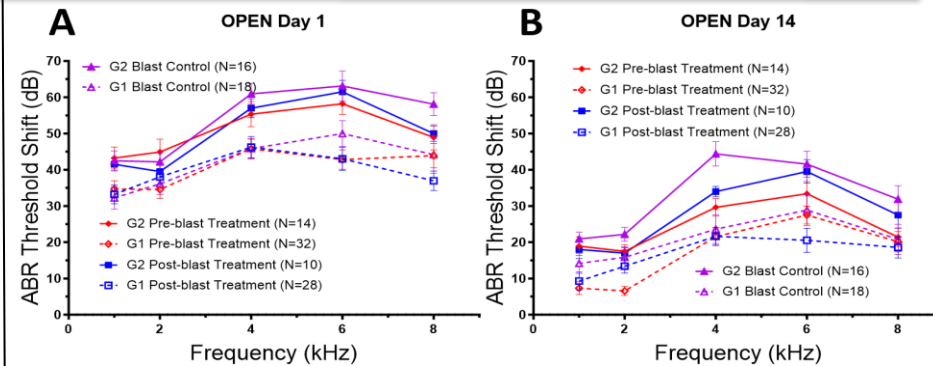 A
OPEN Day 1
ABR Threshold Shift (dB)
70
60
50
40
30
20
10
0
G2 Blast Control (N=16)
G1 Blast Control (N=18)
G2 Pre-blast Treatment (N=14)
G1 Pre-blast Treatment (N=32)
G2 Post-blast Treatment (N=10)
G1 Post-blast Treatment (N=28)
0 2 4 6 8
Frequency (kHz)
B
OPEN Day 14
ABR Threshold Shift (dB)
70
60
50
40
30
20
10
0
G2 Pre-blast Treatment (N=14)
G1 Pre-blast Treatment (N=32)
G2 Post-blast Treatment (N=10)
G1 Post-blast Treatment (N=28)
G2 Blast Control (N=16)
G1 Blast Control (N=18)
0 2 4 6 8
Frequency (kHz)